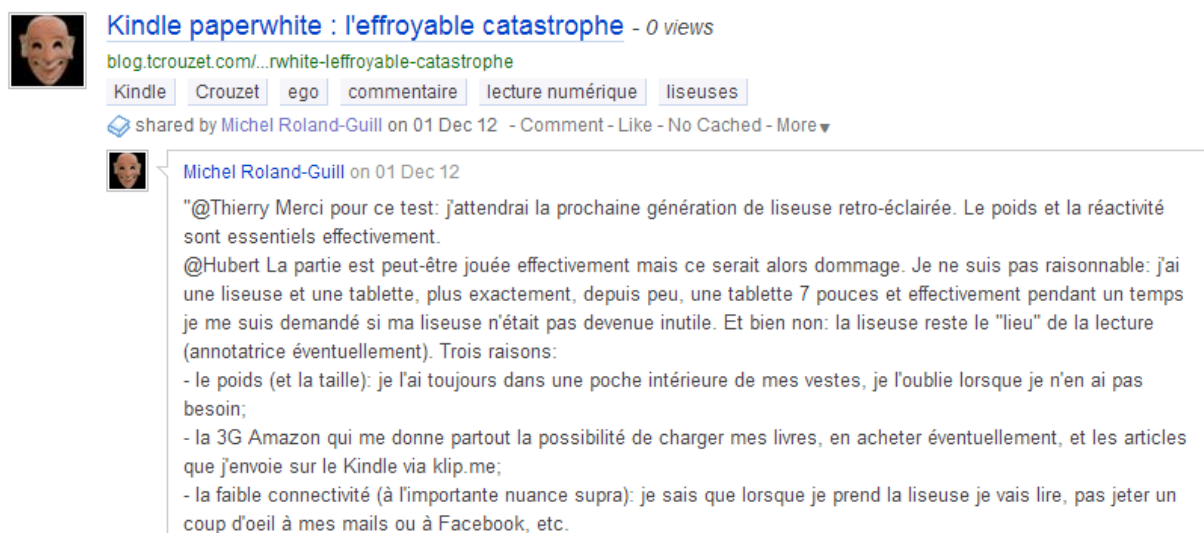 Kindle paperwhite : l'effroyable catastrophe - 0 views
blog.tcrouzet.com/...rwhite-leffroyable-catastrophe
Kindle Crouzet ego commentaire lecture numérique liseuses
shared by Michel Roland-Guill on 01 Dec 12 - Comment - Like - No Cached - More▼
Michel Roland-Guill on 01 Dec 12
"@Thierry Merci pour ce test: j'attendrai la prochaine génération de liseuse retro-éclairée. Le poids et la réactivité
sont essentiels effectivement.
@Hubert La partie est peut-être jouée effectivement mais ce serait alors dommage. Je ne suis pas raisonnable: j'ai
une liseuse et une tablette, plus exactement, depuis peu, une tablette 7 pouces et effectivement pendant un temps
je me suis demandé si ma liseuse n'était pas devenue inutile. Et bien non: la liseuse reste le "lieu" de la lecture
(annotatrice éventuellement). Trois raisons:
- le poids (et la taille): je l'ai toujours dans une poche intérieure de mes vestes, je l'oublie lorsque je n'en ai pas
besoin;
- la 3G Amazon qui me donne partout la possibilité de charger mes livres, en acheter éventuellement, et les articles
que j'envoie sur le Kindle via klip.me;
- la faible connectivité (à l'importante nuance supra): je sais que lorsque je prend la liseuse je vais lire, pas jeter un
coup d'oeil à mes mails ou à Facebook, etc.